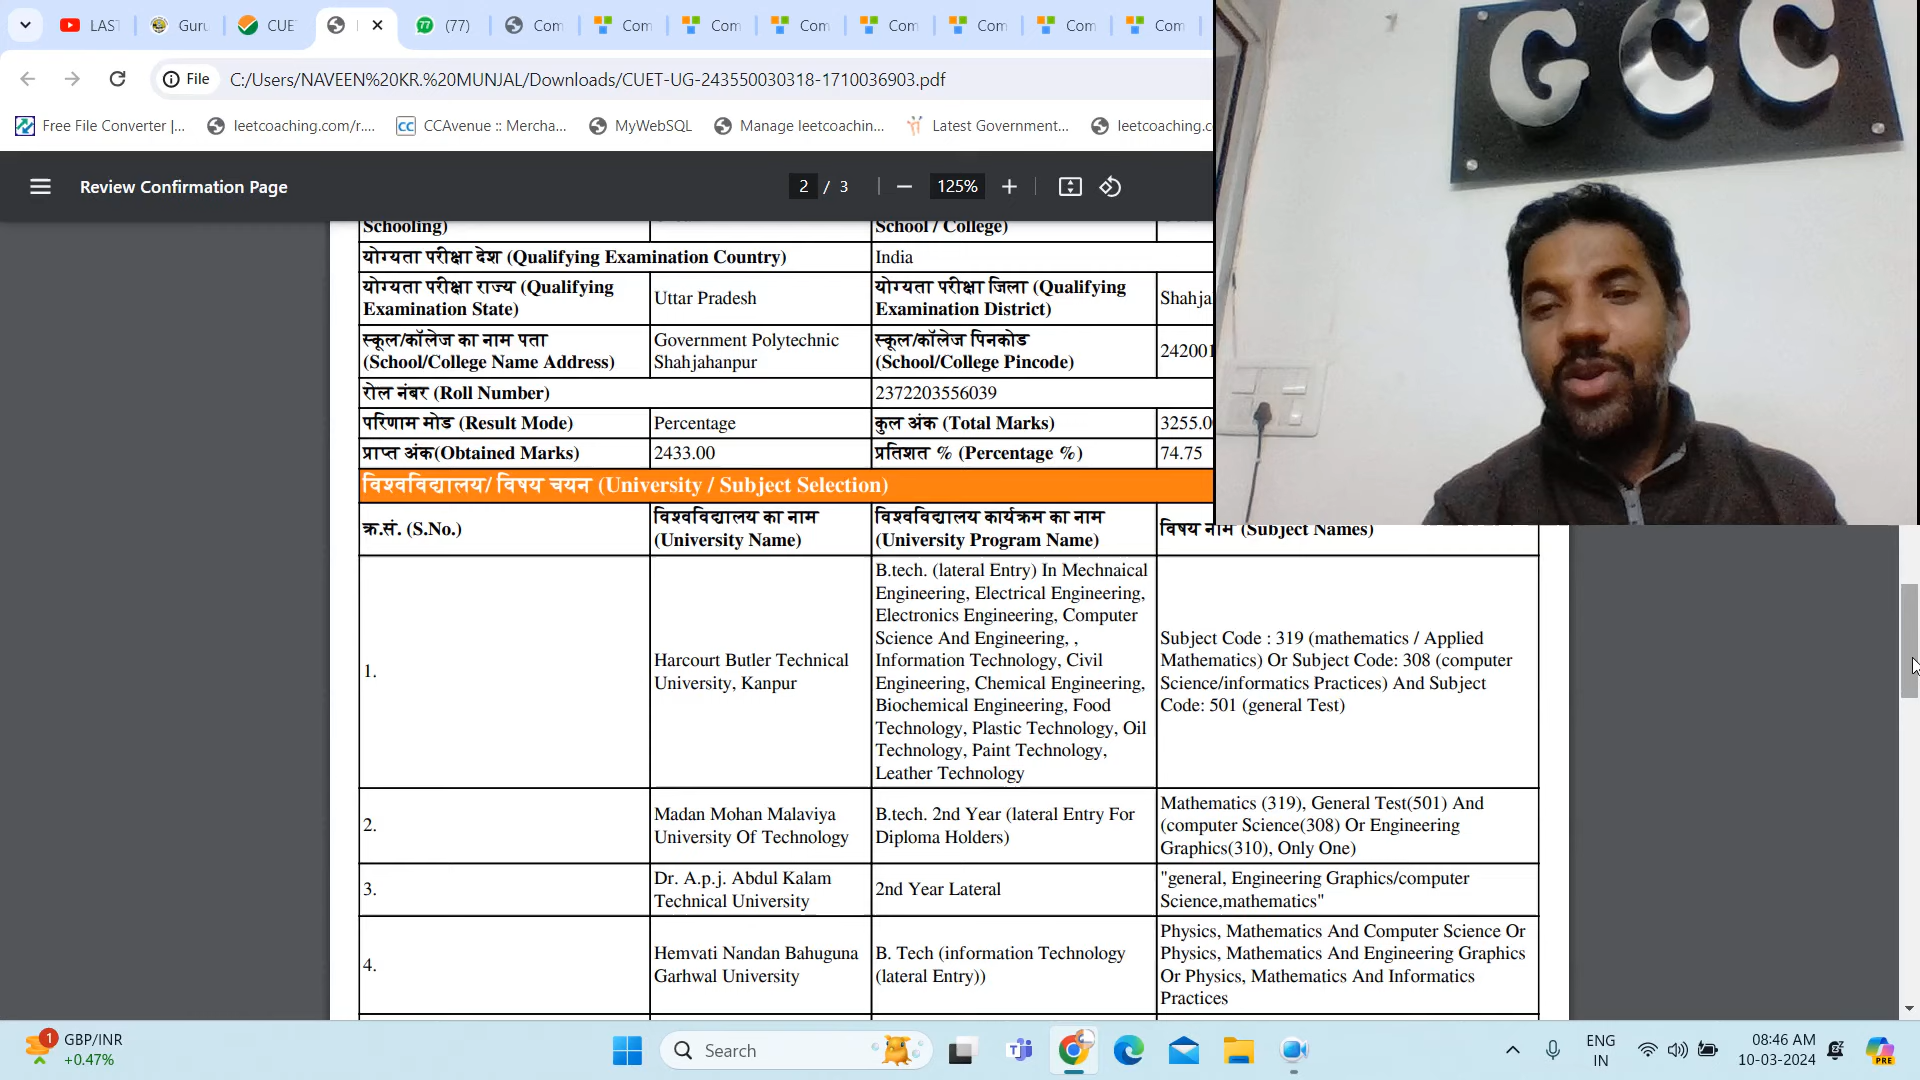 LAS
Guru
CUE
(77)
Com
Com
Com
Com
Com
Com
Com
Com
File
C:/Users/NAVEEN%20KR.%20MUNJAL/Downloads/CUET-UG-243550030318-1710036903.pdf
Free File Converter |...
leetcoaching.com/r....
CCAvenue :: Mercha...
MyWebSQL
Manage leetcoachin...
Latest Government...
leetcoaching.c
Review Confirmation Page
2 / 3
125%
GCC
Schooling)
School / College)
योग्यता परीक्षा देश (Qualifying Examination Country)
India
योग्यता परीक्षा राज्य (Qualifying
Examination State)
Uttar Pradesh
योग्यता परीक्षा जिला (Qualifying
Examination District)
Shahja
स्कूल/कॉलेज का नाम पता
(School/College Name Address)
Government Polytechnic
Shahjahanpur
स्कूल/कॉलेज पिनकोड
(School/College Pincode)
242001
रोल नंबर (Roll Number)
2372203556039
परिणाम मोड (Result Mode)
Percentage
कुल अंक (Total Marks)
3255.0
प्राप्त अंक(Obtained Marks)
2433.00
प्रतिशत % (Percentage %)
74.75
विश्वविद्यालय/ विषय चयन (University / Subject Selection)
क्र.सं. (S.No.)
विश्वविद्यालय का नाम
(University Name)
विश्वविद्यालय कार्यक्रम का नाम
(University Program Name)
विषय नाम (Subject Names)
1.
Harcourt Butler Technical
University, Kanpur
B.tech. (lateral Entry) In Mechnaical
Engineering, Electrical Engineering,
Electronics Engineering, Computer
Science And Engineering, ,
Information Technology, Civil
Engineering, Chemical Engineering,
Biochemical Engineering, Food
Technology, Plastic Technology, Oil
Technology, Paint Technology,
Leather Technology
Subject Code : 319 (mathematics / Applied
Mathematics) Or Subject Code: 308 (computer
Science/informatics Practices) And Subject
Code: 501 (general Test)
2.
Madan Mohan Malaviya
University Of Technology
B.tech. 2nd Year (lateral Entry For
Diploma Holders)
Mathematics (319), General Test(501) And
(computer Science(308) Or Engineering
Graphics(310), Only One)
3.
Dr. A.p.j. Abdul Kalam
Technical University
2nd Year Lateral
"general, Engineering Graphics/computer
Science,mathematics"
4.
Hemvati Nandan Bahuguna
Garhwal University
B. Tech (information Technology
(lateral Entry))
Physics, Mathematics And Computer Science Or
Physics, Mathematics And Engineering Graphics
Or Physics, Mathematics And Informatics
Practices
1
GBP/INR
+0.47%
Search
ENG
IN
08:46 AM
10-03-2024
PRE